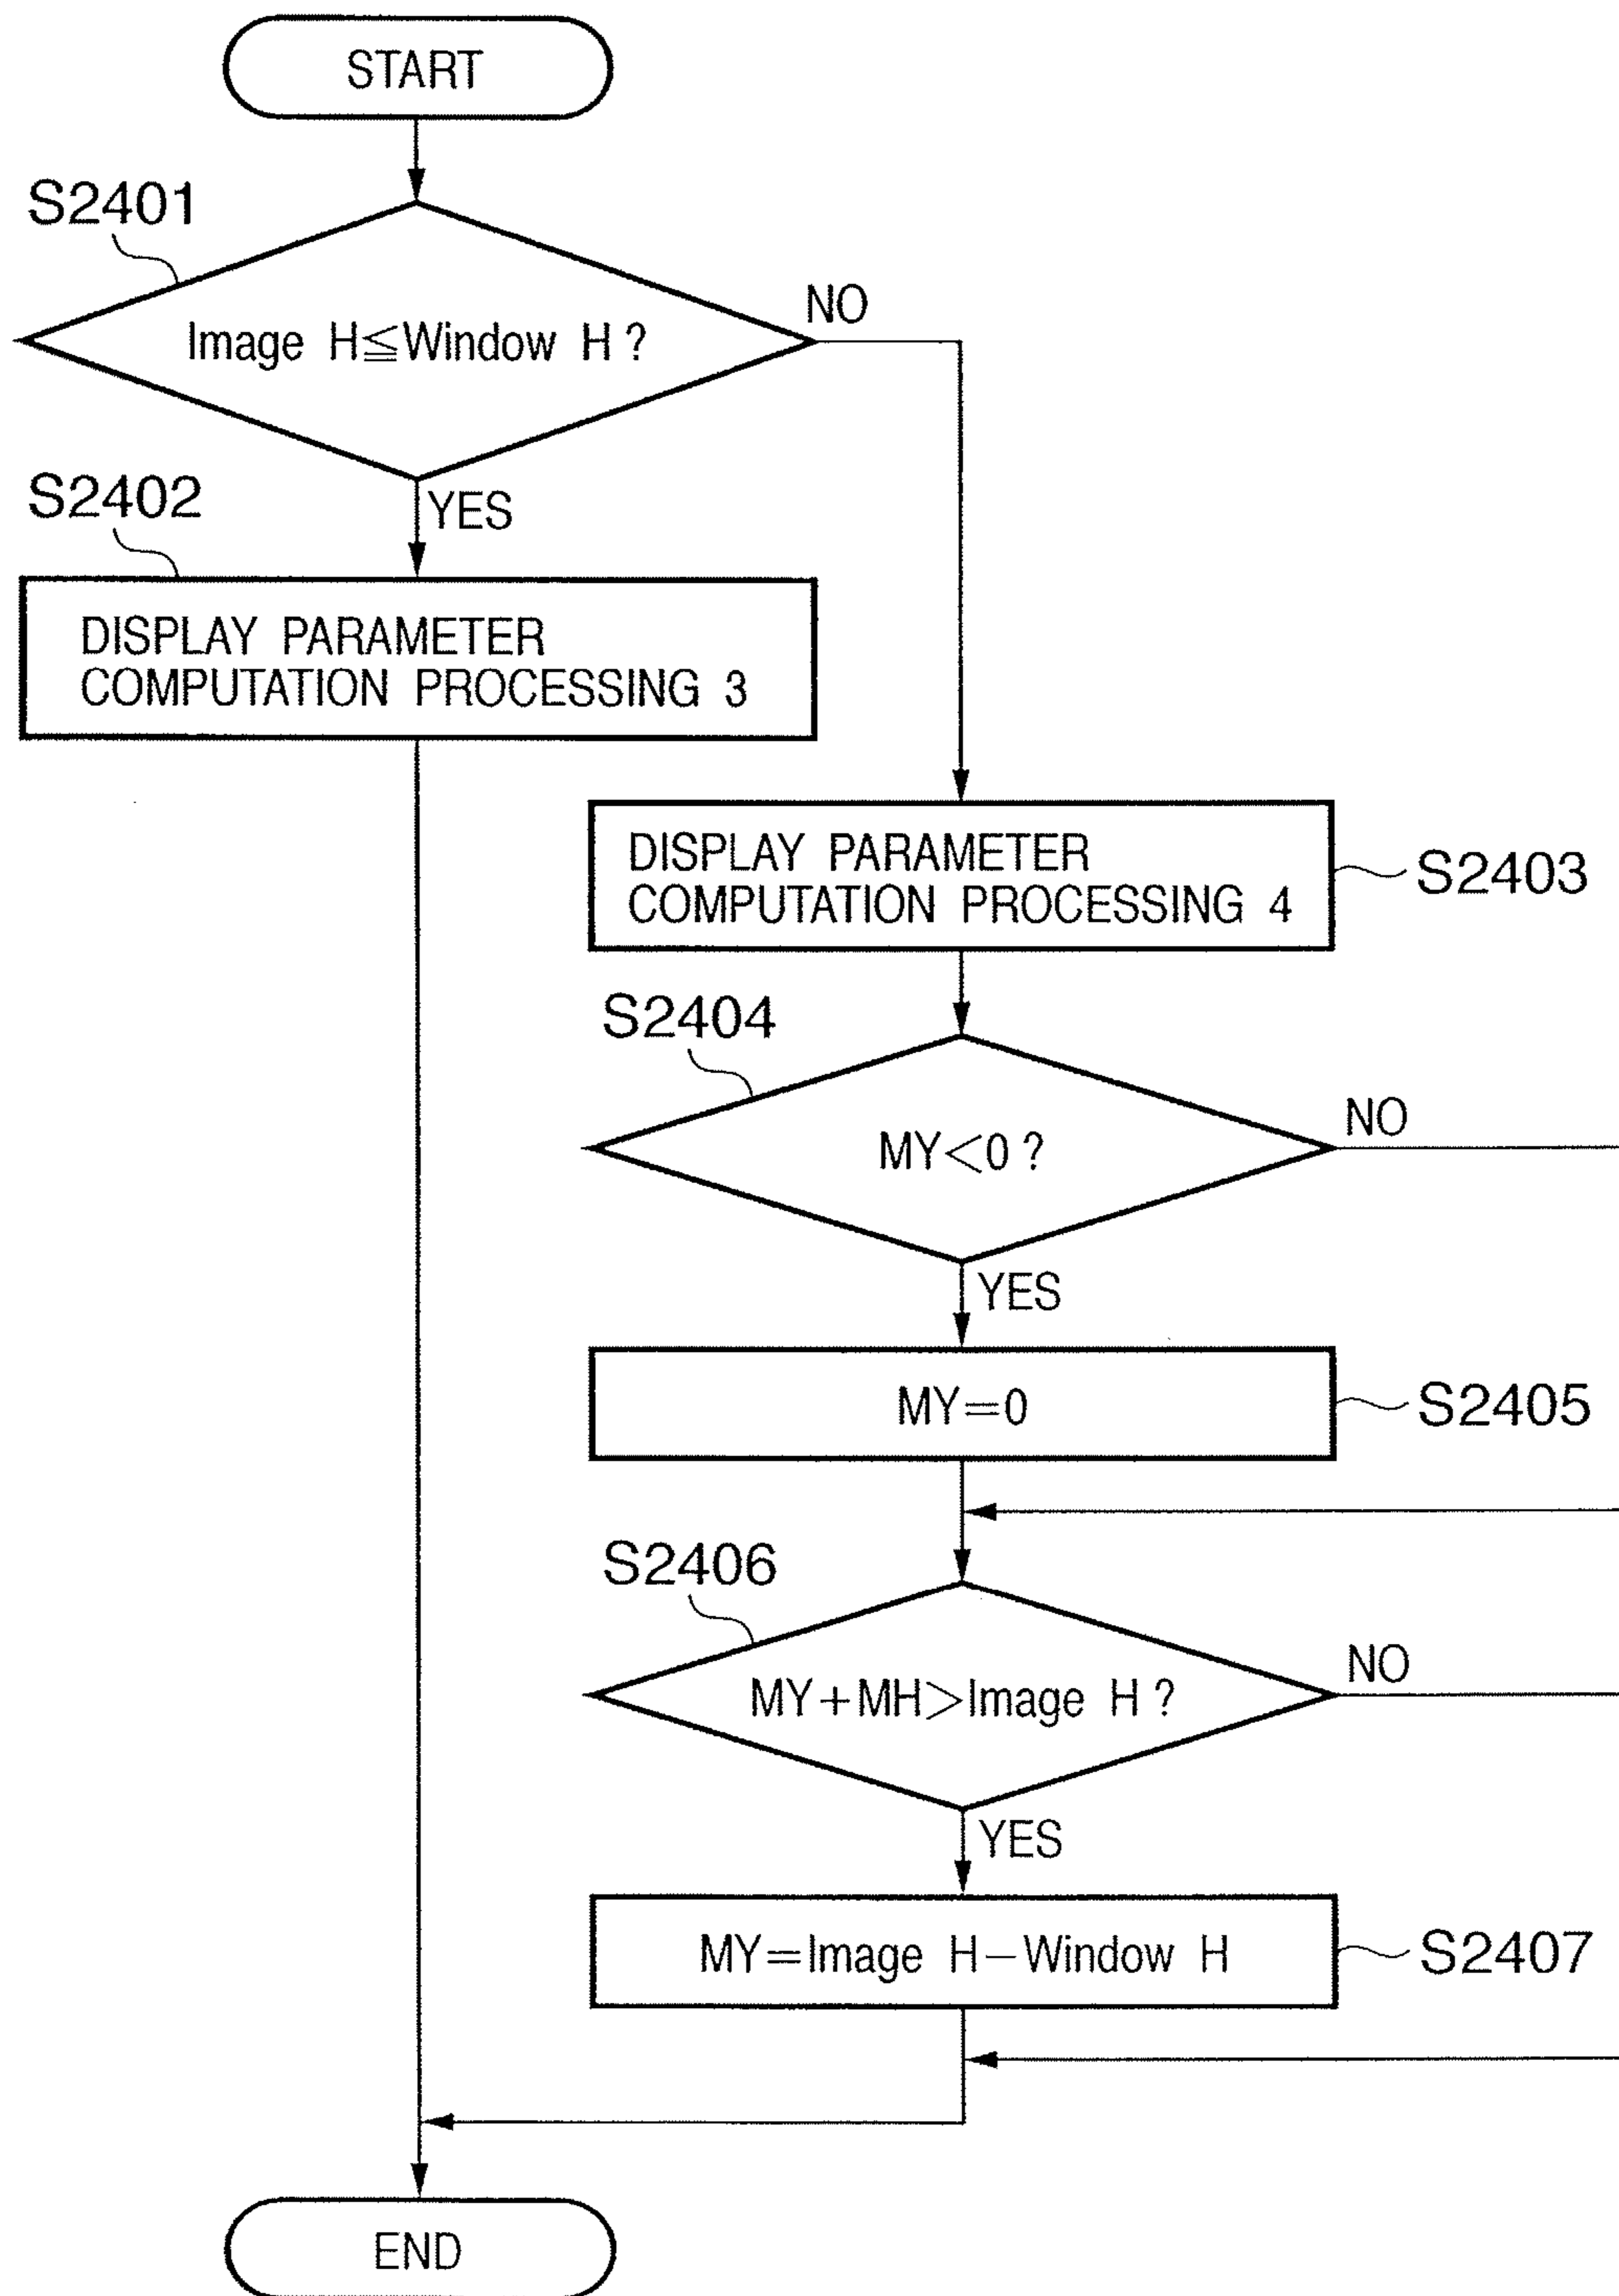 START
S2401
Image H≦Window H ?
NO
S2402
YES
DISPLAY PARAMETER
COMPUTATION PROCESSING 3
DISPLAY PARAMETER
COMPUTATION PROCESSING 4
S2403
S2404
MY<0 ?
NO
YES
MY=0
S2405
S2406
MY+MH>Image H ?
NO
YES
MY=Image H−Window H
S2407
END